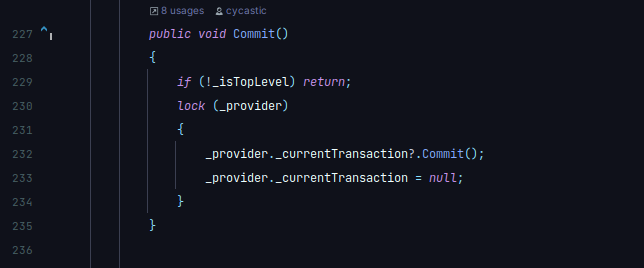 8 usages cycastic
227 public void Commit()
228 {
229 if (!_isTopLevel) return;
230 lock (_provider)
231 {
232 _provider._currentTransaction?.Commit();
233 _provider._currentTransaction = null;
234 }
235 }
236